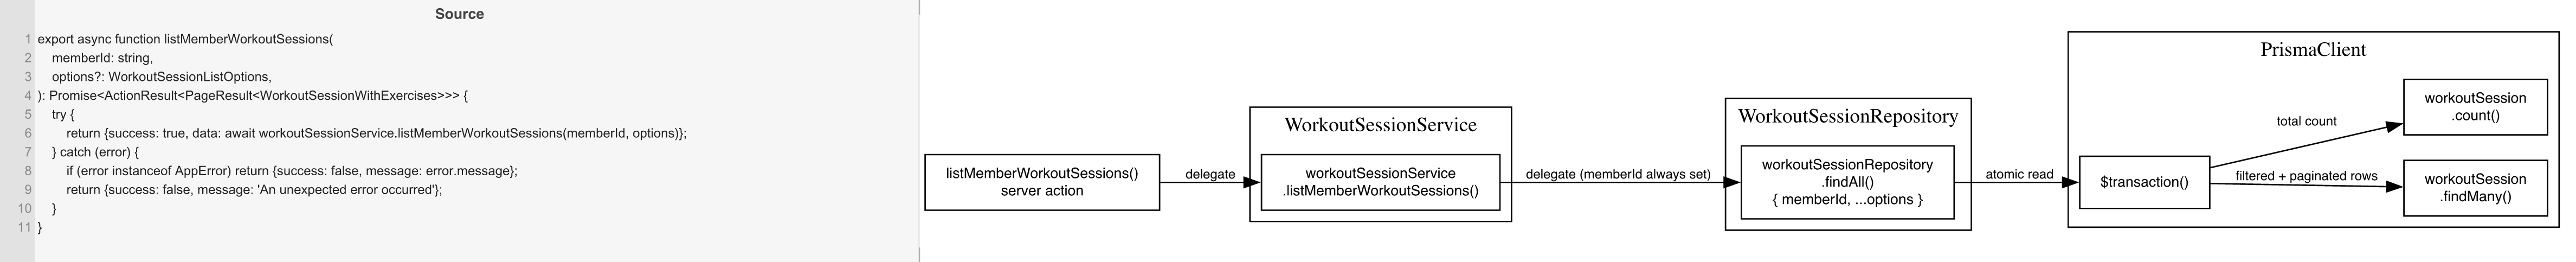 Source
1 export async function listMemberWorkoutSessions(
2 memberId: string,
3 options?: WorkoutSessionListOptions,
4 ): Promise<ActionResult<PageResult<WorkoutSessionWithExercises>>> {
5 try {
6 return {success: true, data: await workoutSessionService.listMemberWorkoutSessions(memberId, options)};
7 } catch (error) {
8 if (error instanceof AppError) return {success: false, message: error.message};
9 return {success: false, message: 'An unexpected error occurred'};
10 }
11 }
listMemberWorkoutSessions()
server action
delegate
WorkoutSessionService
workoutSessionService
.listMemberWorkoutSessions()
delegate (memberId always set)
WorkoutSessionRepository
workoutSessionRepository
.findAll()
{ memberId, ...options }
atomic read
PrismaClient
$transaction()
total count
filtered + paginated rows
workoutSession
.count()
workoutSession
.findMany()